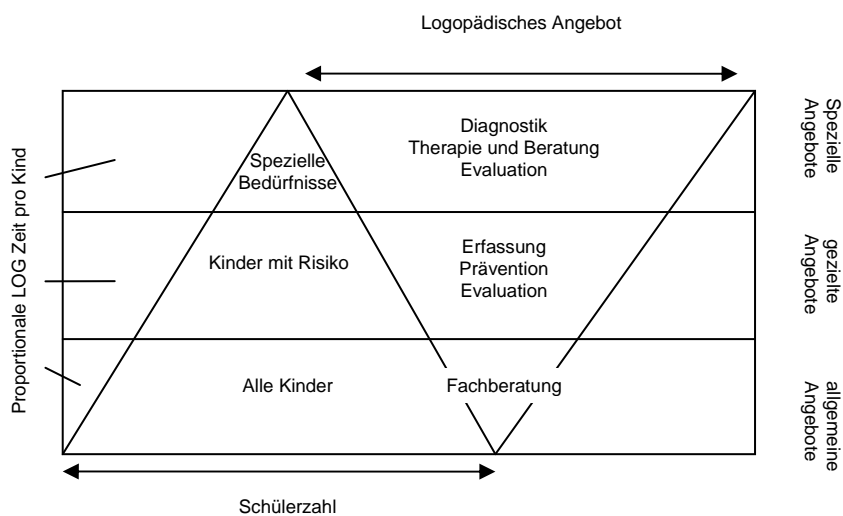 Logopädisches Angebot
Proportionale LOG Zeit pro Kind
Spezielle
Bedürfnisse
Diagnostik
Therapie und Beratung
Evaluation
Spezielle
Angebote
Kinder mit Risiko
Erfassung
Prävention
Evaluation
gezielte
Angebote
Alle Kinder
Fachberatung
allgemeine
Angebote
Schülerzahl